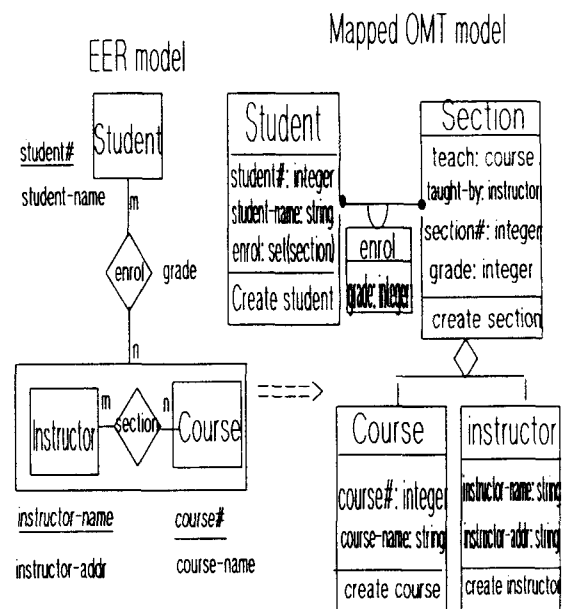 EER model
Mapped OMT model
Student
student#
student-name
m
enrol
grade
n
Instructor
m
section
n
Course
instructor-name
instructor-addr
course#
course-name
Student
student#: integer
student-name: string
enrol: set(section)
Create student
enrol
grade: integer
Section
teach: course
taught-by: instructor
section#: integer
grade: integer
create section
Course
course#: integer
course-name: string
create course
instructor
instructor-name: string
instructor-addr: string
create instructor